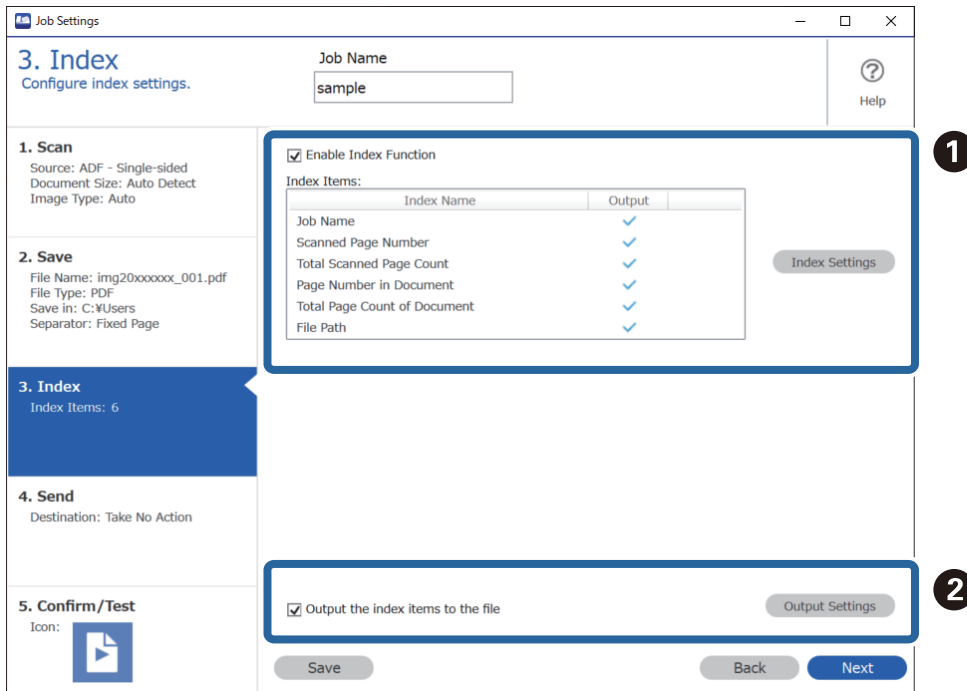 Job Settings
3. Index
Configure index settings.
Job Name
sample
Help
1. Scan
Source: ADF - Single-sided
Document Size: Auto Detect
Image Type: Auto
2. Save
File Name: img20xxxxxx_001.pdf
File Type: PDF
Save in: C:¥Users
Separator: Fixed Page
3. Index
Index Items: 6
4. Send
Destination: Take No Action
5. Confirm/Test
Icon:
1
Enable Index Function
Index Items:
Index Name Output
Job Name
Scanned Page Number
Total Scanned Page Count
Page Number in Document
Total Page Count of Document
File Path
Index Settings
2
Output the index items to the file
Output Settings
Save Back Next